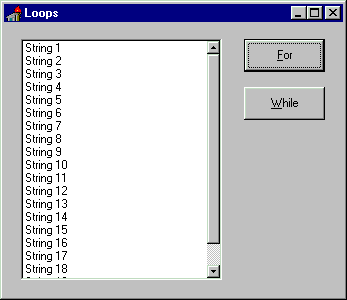 Loops
String 1
String 2
String 3
String 4
String 5
String 6
String 7
String 8
String 9
String 10
String 11
String 12
String 13
String 14
String 15
String 16
String 17
String 18
For
While